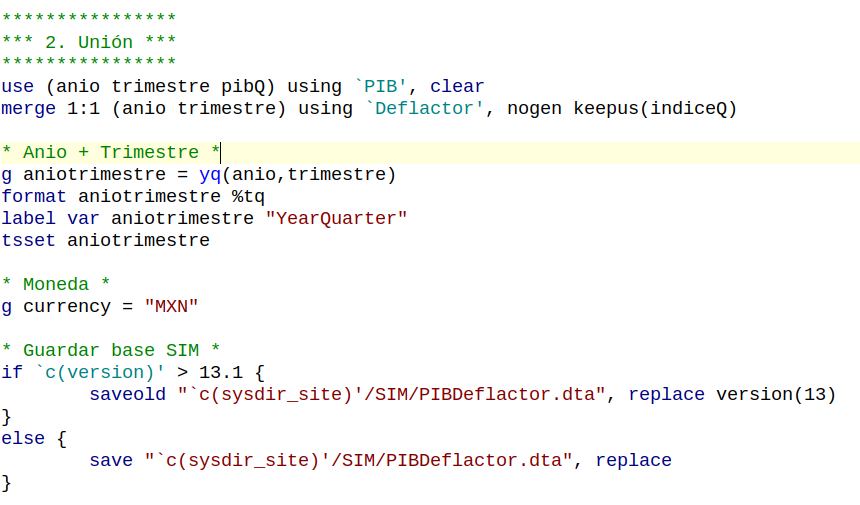 ****************
*** 2. Unión ***
****************
use (anio trimestre pibQ) using `PIB', clear
merge 1:1 (anio trimestre) using `Deflactor', nogen keepus(indiceQ)
* Anio + Trimestre *
g aniotrimestre = yq(anio,trimestre)
format aniotrimestre %tq
label var aniotrimestre "YearQuarter"
tsset aniotrimestre
* Moneda *
g currency = "MXN"
* Guardar base SIM *
if `c(version)' > 13.1 {
saveold "`c(sysdir_site)'/SIM/PIBDeflactor.dta", replace version(13)
}
else {
save "`c(sysdir_site)'/SIM/PIBDeflactor.dta", replace
}